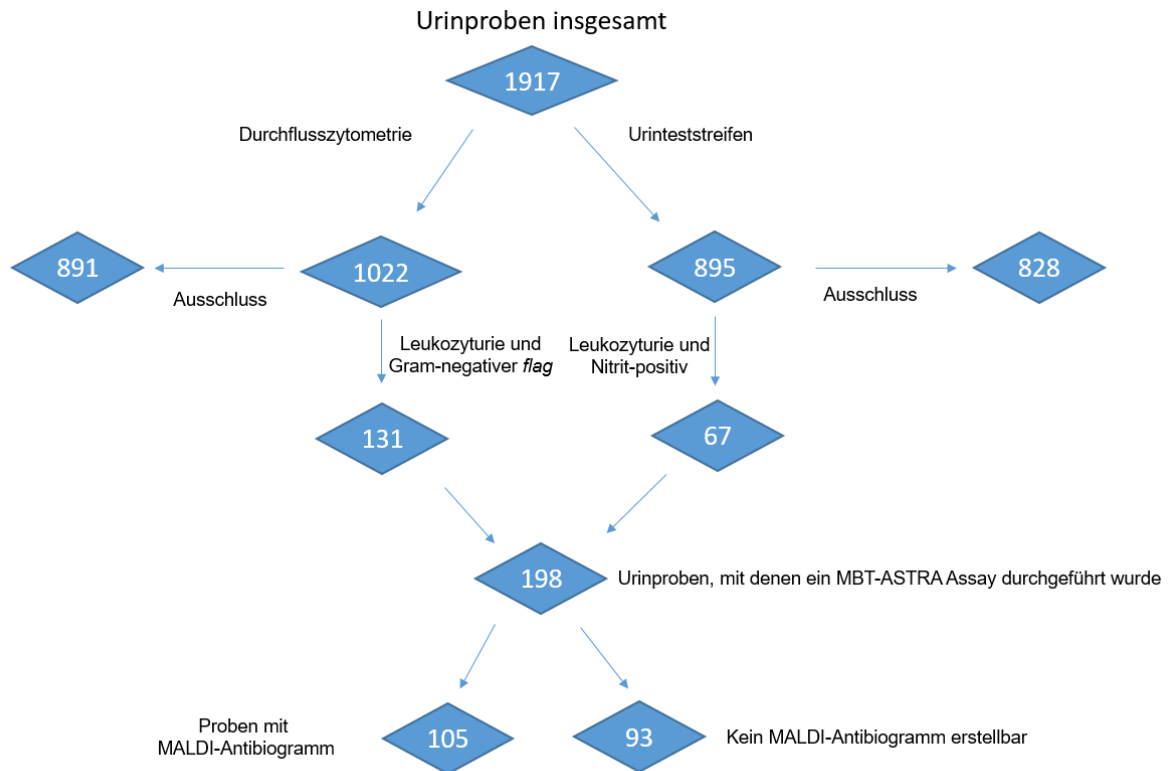 Urinproben insgesamt
1917
Durchflusszytometrie
Urinteststreifen
891
1022
895
828
Ausschluss
Ausschluss
Leukozyturie und
Gram-negativer flag
Leukozyturie und
Nitrit-positiv
131
67
198
Urinproben, mit denen ein MBT-ASTRA Assay durchgeführt wurde
Proben mit
MALDI-Antibiogramm
105
93
Kein MALDI-Antibiogramm erstellbar